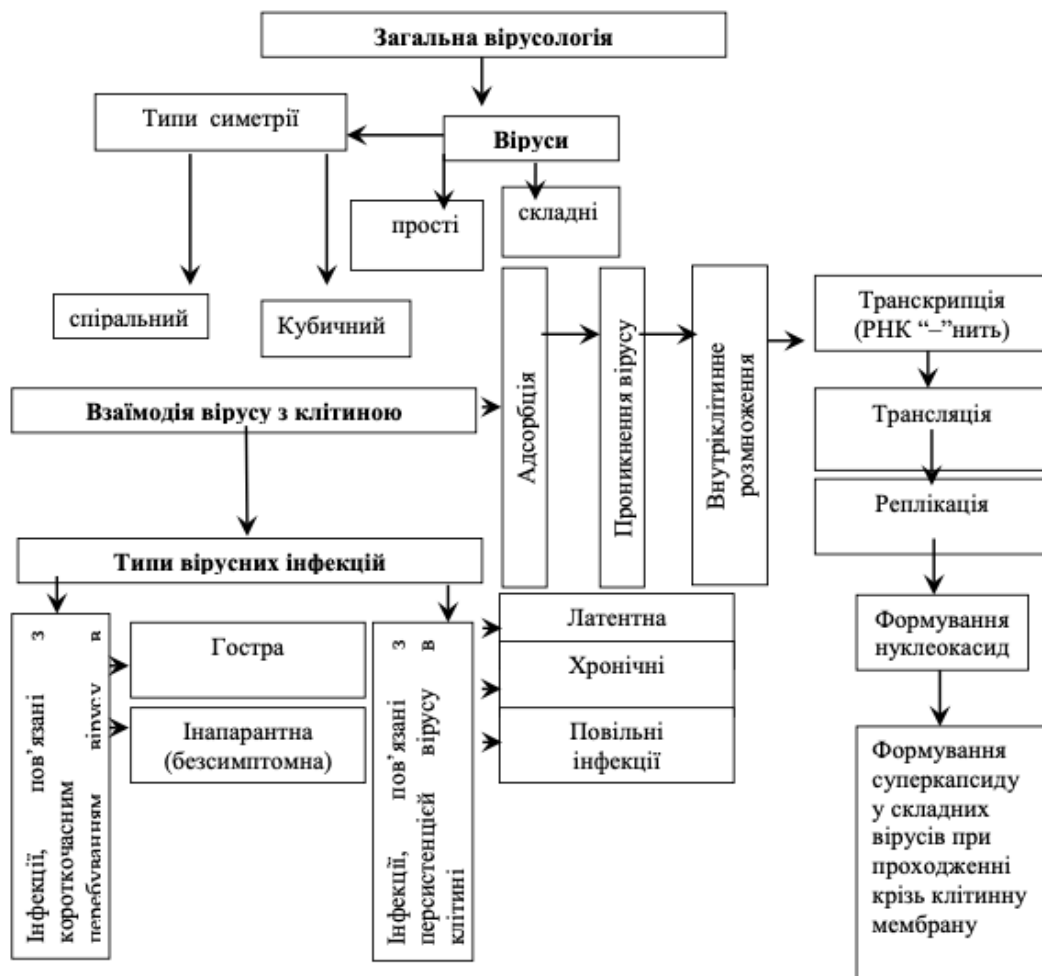 Загальна вірусологія
Типи симетрії
Віруси
прості
складні
спіральний
Кубичний
Взаїмодія вірусу з клітиною
Адсорбція
Проникнення вірусу
Внутріклітинне
розмноження
Транскрипція
(РНК “–”нить)
Трансляція
Реплікація
Формування
нуклеокасид
Формування
суперкапсиду
у складних
вірусів при
проходженні
крізь клітинну
мембрану
Типи вірусних інфекцій
Інфекції, пов’язані з
короткочасним
перебуванням вірусу в
Гостра
Інапарантна
(безсимптомна)
Інфекції, пов’язані з
персистенцією вірусу в
клітині
Латентна
Хронічні
Повільні
інфекції